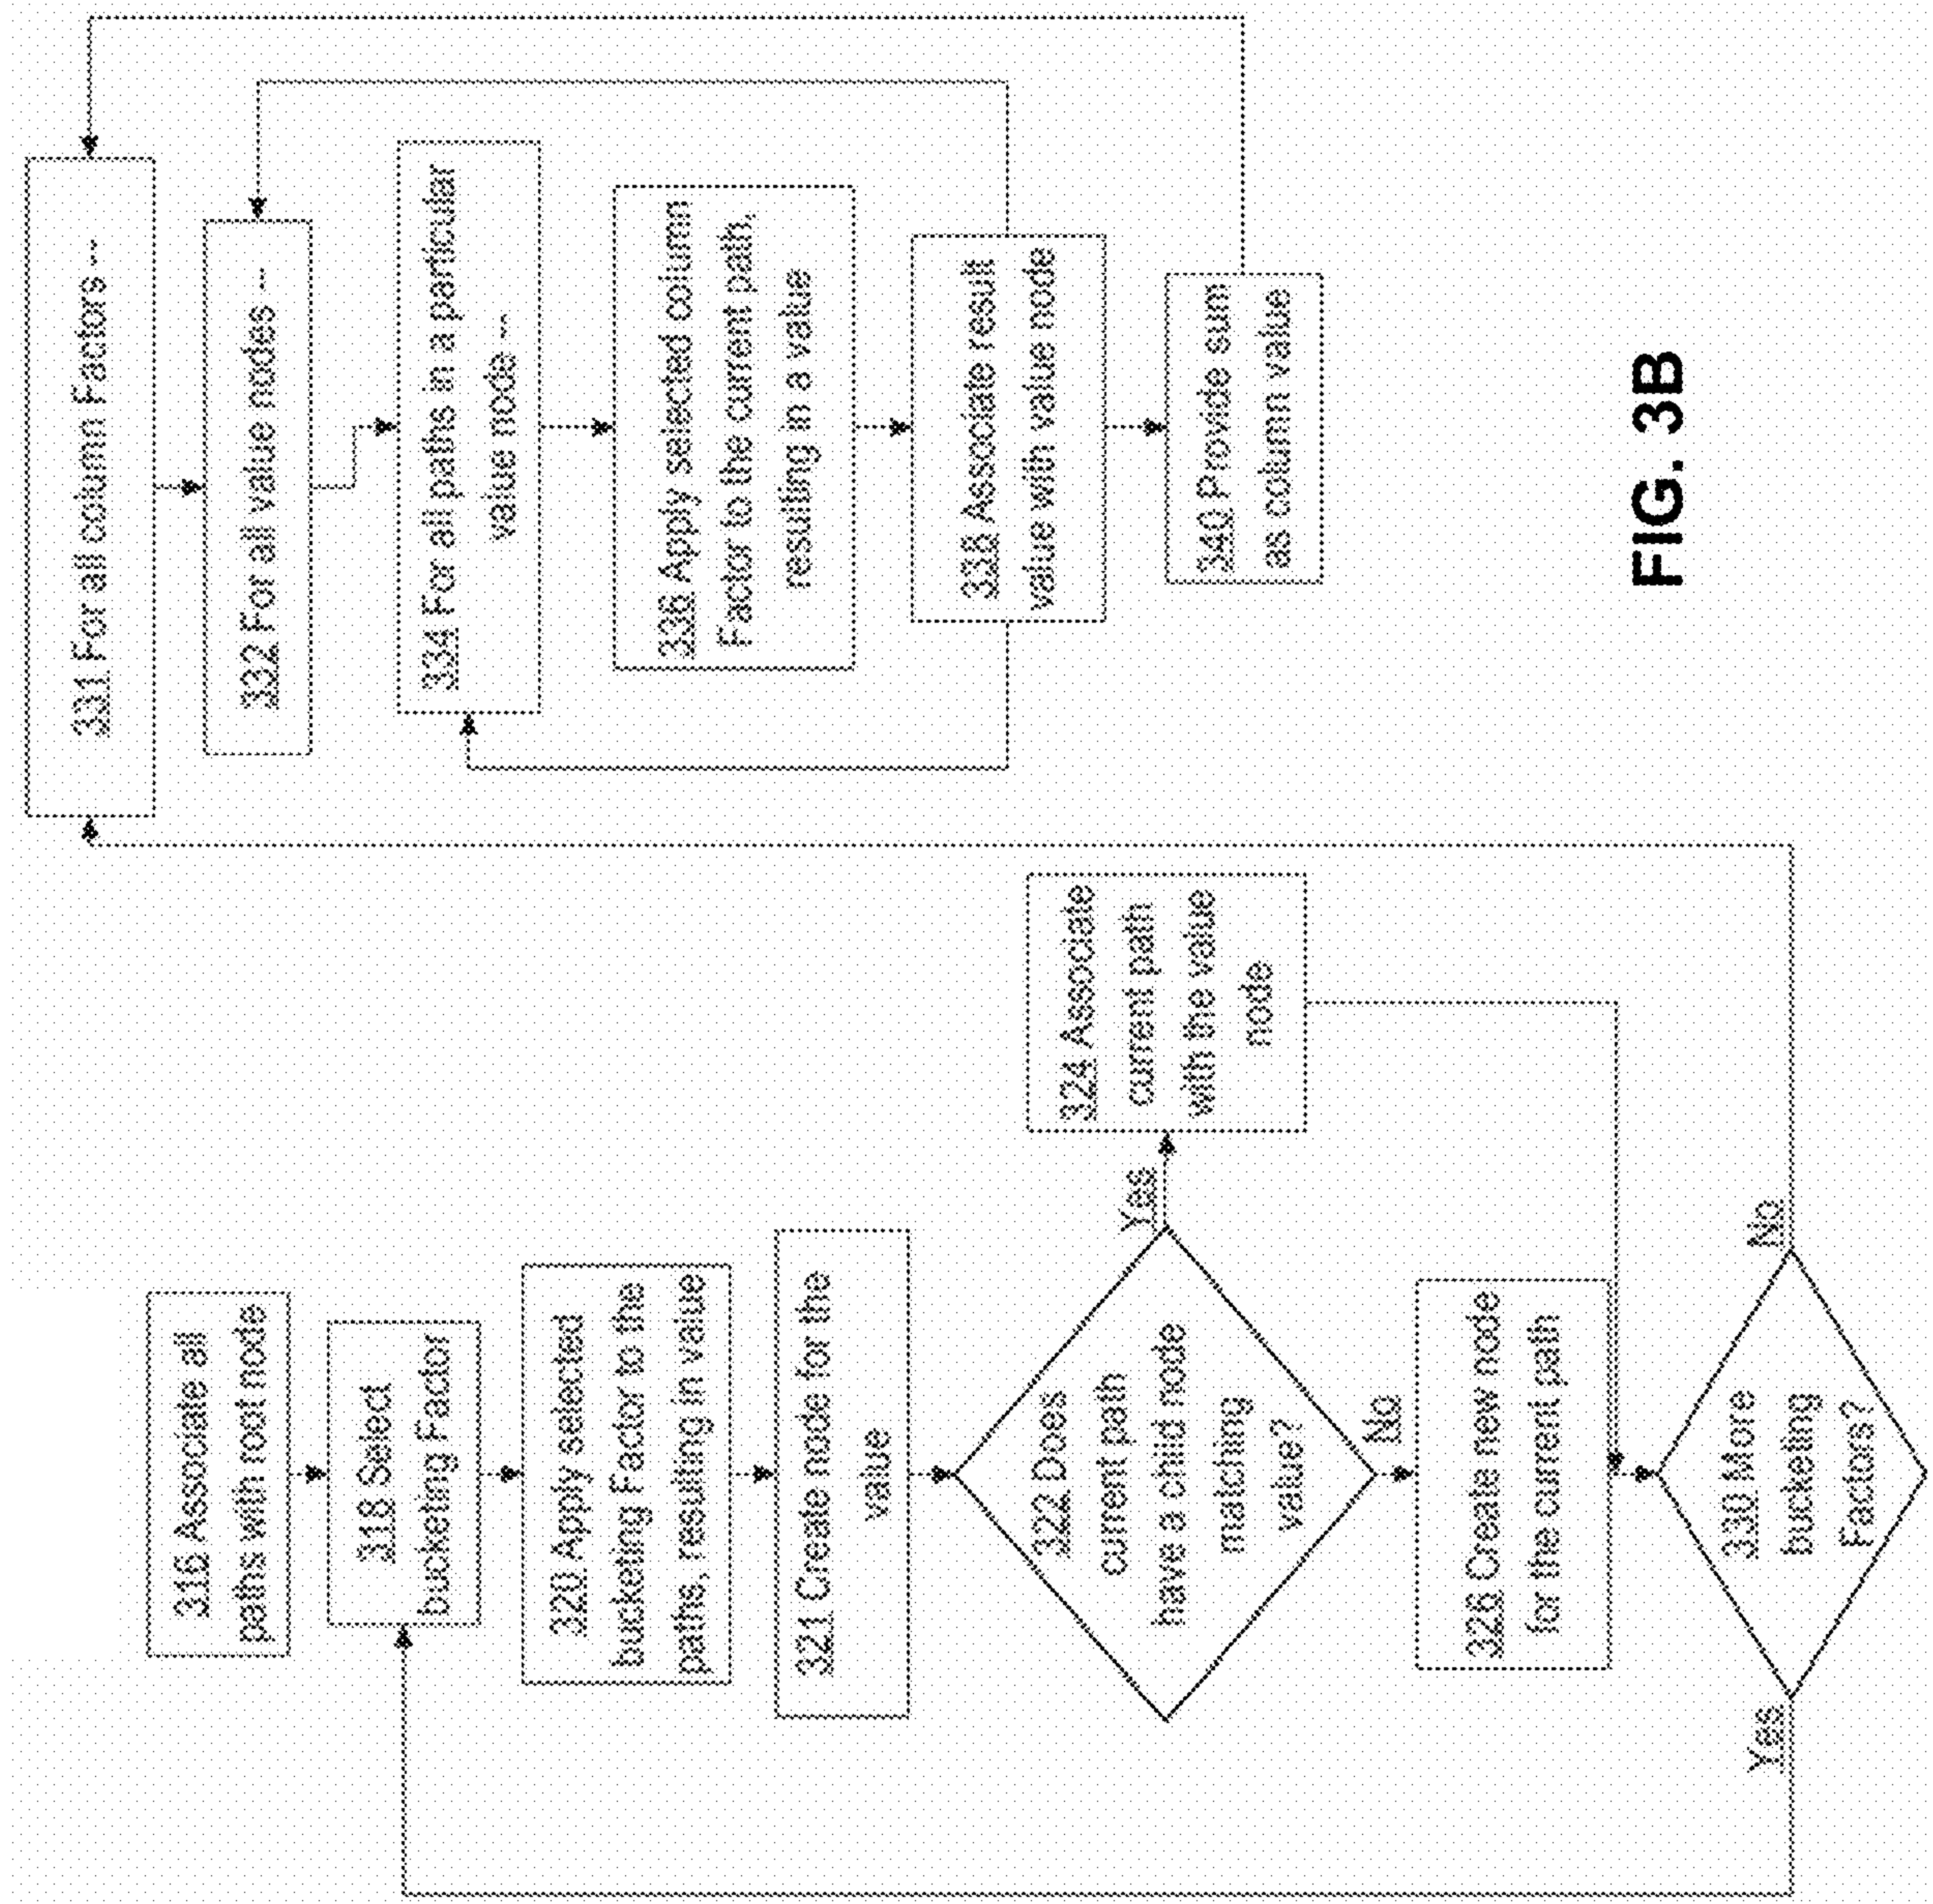 316 Associate all
paths with root node
318 Select
bucketing Factor
320 Apply selected
bucketing Factor to the
paths, resulting in value
321 Create node for the
value
322 Does
current path
have a child node
matching
value?
Yes
324 Associate
current path
with the value
node
No
326 Create new node
for the current path
330 More
bucketing
Factors?
Yes
No
331 For all column Factors --
332 For all value nodes --
334 For all paths in a particular
value node --
336 Apply selected column
Factor to the current path,
resulting in a value
338 Associate result
value with value node
340 Provide sum
as column value
FIG. 3B